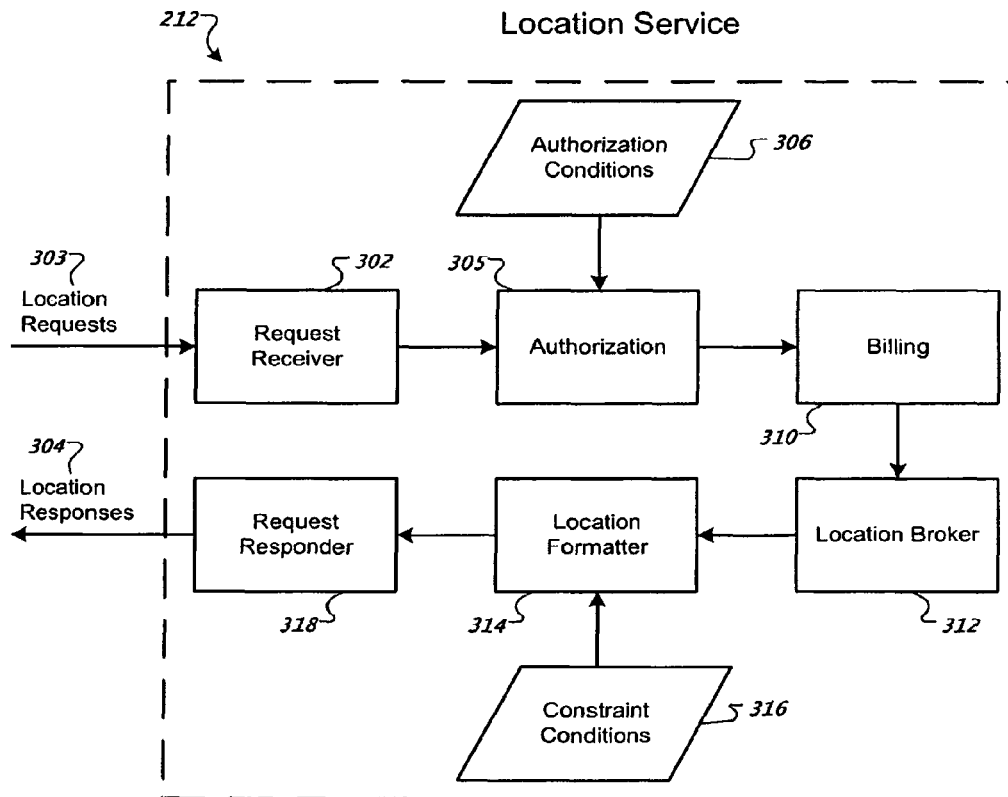 212
Location Service
Authorization
Conditions
306
303
Location
Requests
302
Request
Receiver
305
Authorization
Billing
310
304
Location
Responses
Request
Responder
318
Location
Formatter
314
Location Broker
312
Constraint
Conditions
316